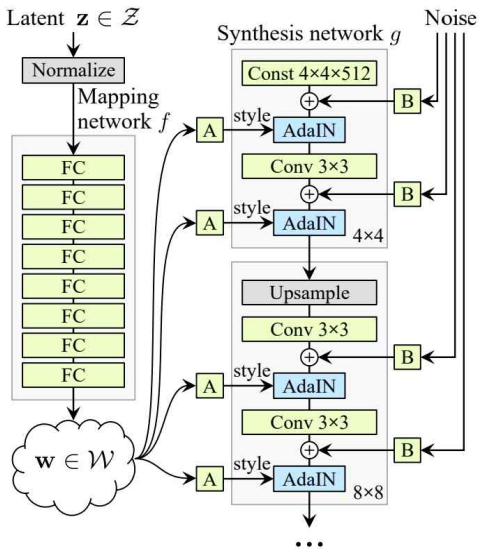 Latent z ∈ 𝒵
Normalize
Mapping
network f
FC
FC
FC
FC
FC
FC
FC
FC
w ∈ 𝒲
Synthesis network g
Noise
Const 4×4×512
B
A
style
AdaIN
Conv 3×3
B
A
style
AdaIN
4×4
Upsample
Conv 3×3
B
A
style
AdaIN
Conv 3×3
B
A
style
AdaIN
8×8
...